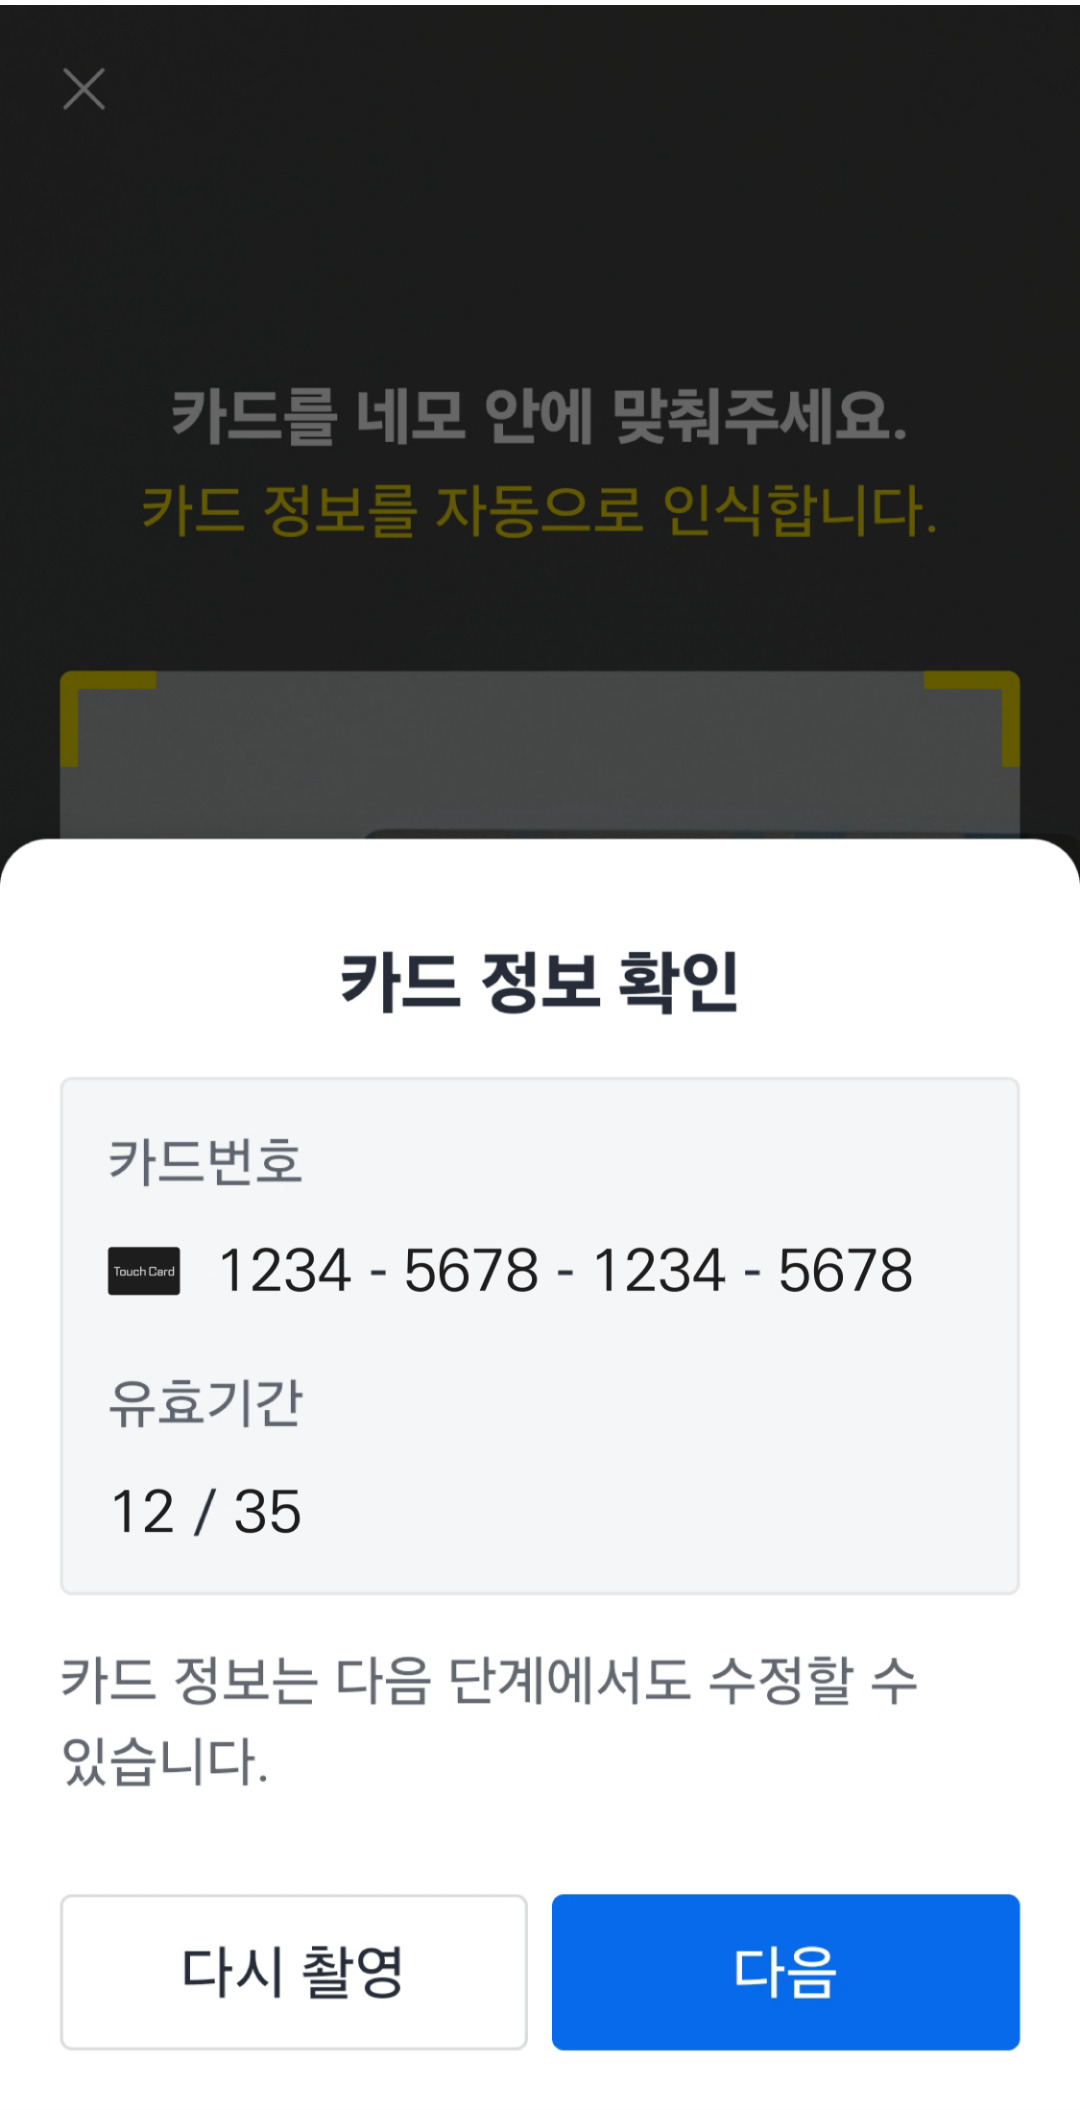 카드를 네모 안에 맞춰주세요.
카드 정보를 자동으로 인식합니다.
카드 정보 확인
카드번호
Touch Card 1234 - 5678 - 1234 - 5678
유효기간
12 / 35
카드 정보는 다음 단계에서도 수정할 수
있습니다.
다시 촬영 다음